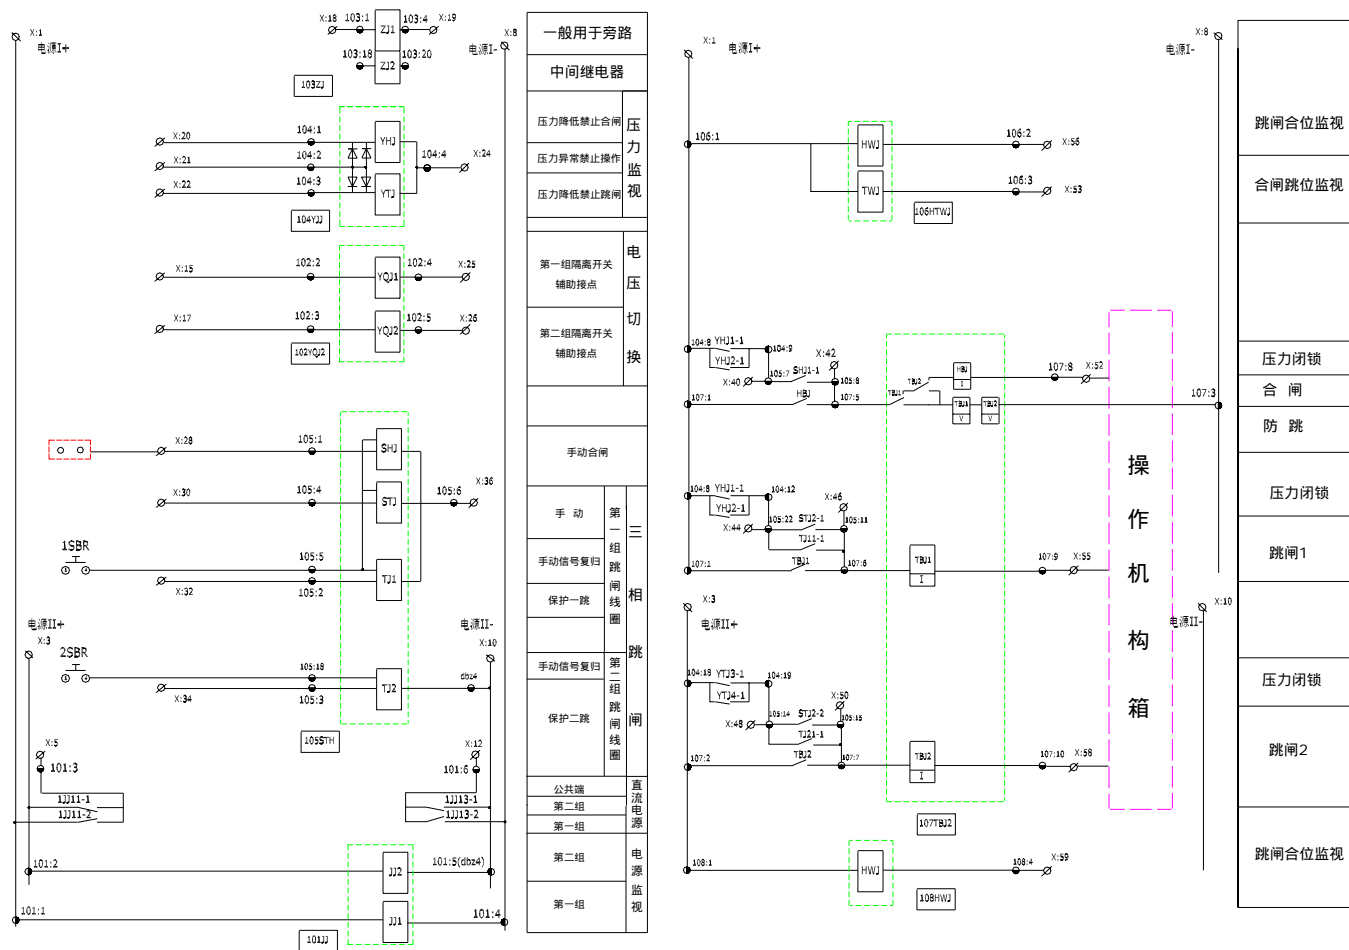 X:1
电源I+
X:18
103:1
ZJ1
103:4
X:19
X:8
电源I-
103:18
ZJ2
103:20
103ZJ
X:20
104:1
YHJ
X:21
104:2
104:4
X:24
X:22
104:3
YTJ
104YJJ
X:15
102:2
YQJ1
102:4
X:25
X:17
102:3
YQJ2
102:5
X:26
102YQJ2
X:28
105:1
SHJ
X:30
105:4
STJ
105:6
X:36
1SBR
105:5
TJ1
X:32
105:2
电源II+
X:3
电源II-
X:10
2SBR
105:18
TJ2
dbz4
X:34
105:3
105STH
X:5
101:3
X:12
101:6
1JJ11-1
1JJ11-2
1JJ13-1
1JJ13-2
101:2
JJ2
101:5(dbz4)
101:1
JJ1
101:4
101JJ
一般用于旁路
中间继电器
压力降低禁止合闸
压力异常禁止操作
压力降低禁止跳闸
压力监视
第一组隔离开关
辅助接点
第二组隔离开关
辅助接点
电压切换
手动合闸
手 动
手动信号复归
保护一跳
第一组跳闸线圈
手动信号复归
保护二跳
第二组跳闸线圈
三相跳闸
公共端
第二组
第一组
直流电源
第二组
第一组
电源监视
X:1
电源I+
X:8
电源I-
106:1
HWJ
106:2
X:56
TWJ
106:3
X:53
106HTWJ
104:8
YHJ1-1
YHJ2-1
104:9
X:42
X:40
105:7
SHJ1-1
105:8
107:1
HBJ
107:5
TBJ1
TBJ2
HBJ
I
107:8
X:52
TBJ1
V
TBJ2
V
107:3
104:8
YHJ1-1
YHJ2-1
104:12
X:46
X:44
105:22
STJ2-1
105:11
TJ11-1
107:1
TBJ1
107:6
TBJ1
I
107:9
X:55
X:3
电源II+
X:10
电源II-
104:18
YTJ3-1
YTJ4-1
104:19
X:50
X:48
105:14
STJ2-2
105:15
TJ21-1
107:2
TBJ2
107:7
TBJ2
I
107:10
X:58
107TBJ2
108:1
HWJ
108:4
X:59
108HWJ
操作机构箱
跳闸合位监视
合闸跳位监视
压力闭锁
合 闸
防 跳
压力闭锁
跳闸1
压力闭锁
跳闸2
跳闸合位监视